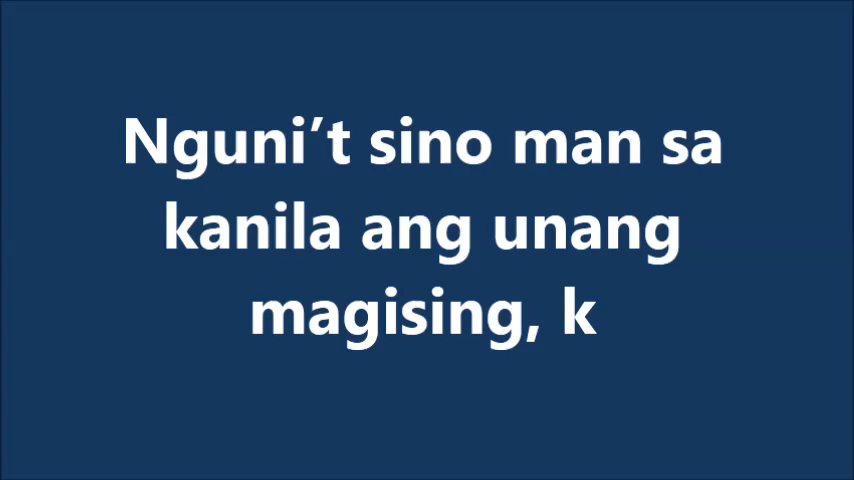 Nguni’t sino man sa
kanila ang unang
magising, k